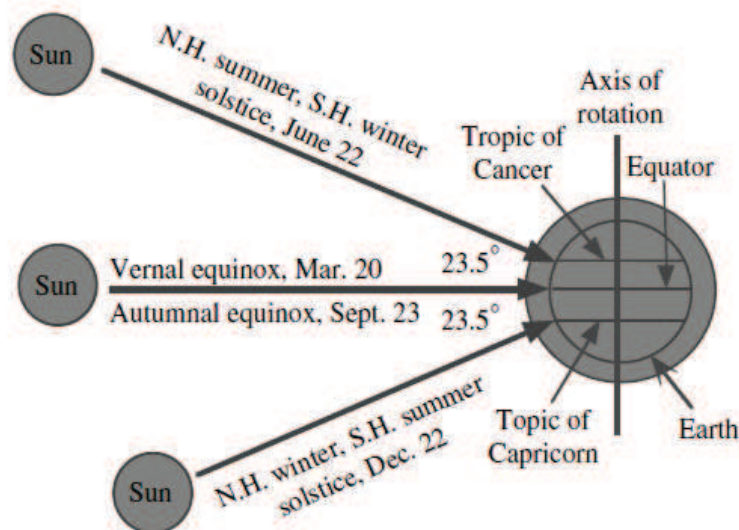 Sun
N.H. summer, S.H. winter
solstice, June 22
Axis of
rotation
Tropic of
Cancer
Equator
Sun
Vernal equinox, Mar. 20
23.5°
Autumnal equinox, Sept. 23
23.5°
N.H. winter, S.H. summer
solstice, Dec. 22
Topic of
Capricorn
Earth
Sun